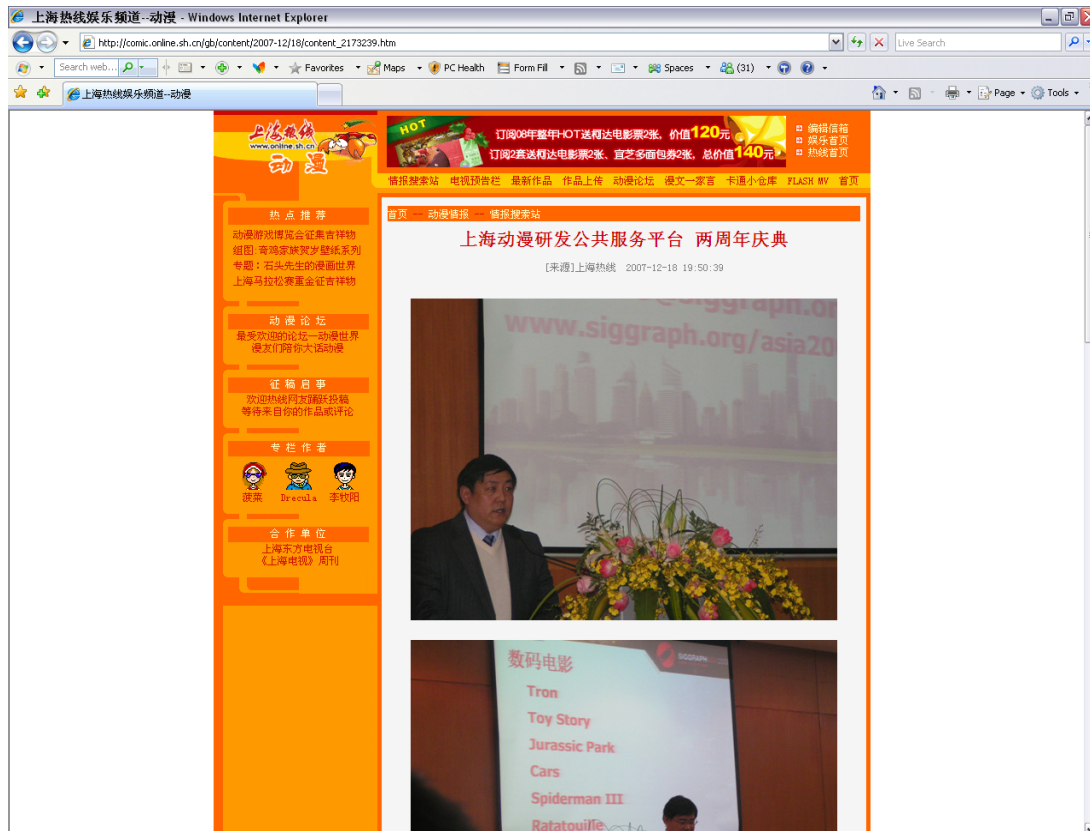 上海热线娱乐频道--动漫 - Windows Internet Explorer
http://comic.online.sh.cn/gb/content/2007-12/18/content_2173239.htm
Live Search
Search web...
Favorites
Maps
PC Health
Form Fill
Spaces
(31)
上海热线娱乐频道--动漫
Page
Tools
上海热线
www.online.sh.cn
动漫
HOT
订阅08年整年HOT送柯达电影票2张，价值120元
订阅2套送柯达电影票2张、宜芝多面包券2张，总价值140元
编辑信箱
娱乐首页
热线首页
情报搜索站 电视预告栏 最新作品 作品上传 动漫论坛 漫文一家言 卡通小仓库 FLASH MV 首页
热点推荐
动漫游戏博览会征集吉祥物
组图:奇鸿家族贺岁壁纸系列
专题：石头先生的漫画世界
上海马拉松赛重金征吉祥物
动漫论坛
最受欢迎的论坛—动漫世界
漫友们陪你大话动漫
征稿启事
欢迎热线网友踊跃投稿
等待来自你的作品或评论
专栏作者
菠菜 Drecula 李牧阳
合作单位
上海东方电视台
《上海电视》周刊
首页 -- 动漫情报 -- 情报搜索站
上海动漫研发公共服务平台 两周年庆典
[来源]上海热线 2007-12-18 19:50:39
@siggraph.or
www.siggraph.org/asia20
数码电影
SIGGRAPH
Tron
Toy Story
Jurassic Park
Cars
Spiderman III
Ratatouille